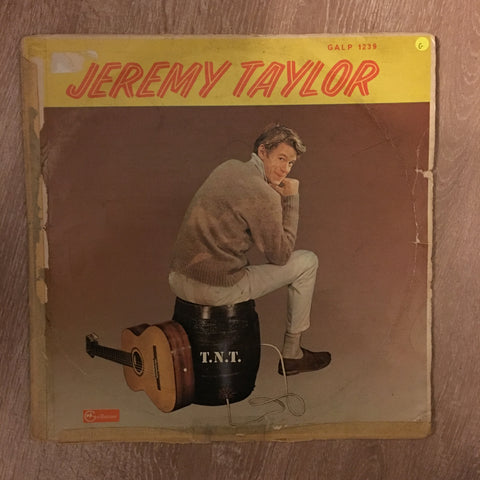 GALP 1239
G
JEREMY TAYLOR
T.N.T.